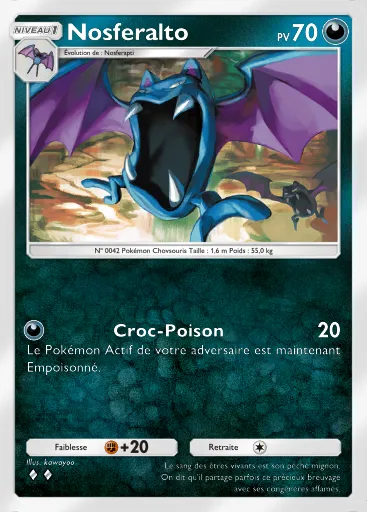 NIVEAU 1
Nosferalto
PV 70
Évolution de : Nosferapti
N° 0042 Pokémon Chovsouris Taille : 1,6 m Poids : 55,0 kg
Croc-Poison 20
Le Pokémon Actif de votre adversaire est maintenant
Empoisonné.
Faiblesse +20
Retraite
Illus. kawayoo
Le sang des êtres vivants est son péché mignon.
On dit qu'il partage parfois ce précieux breuvage
avec ses congénères affamés.